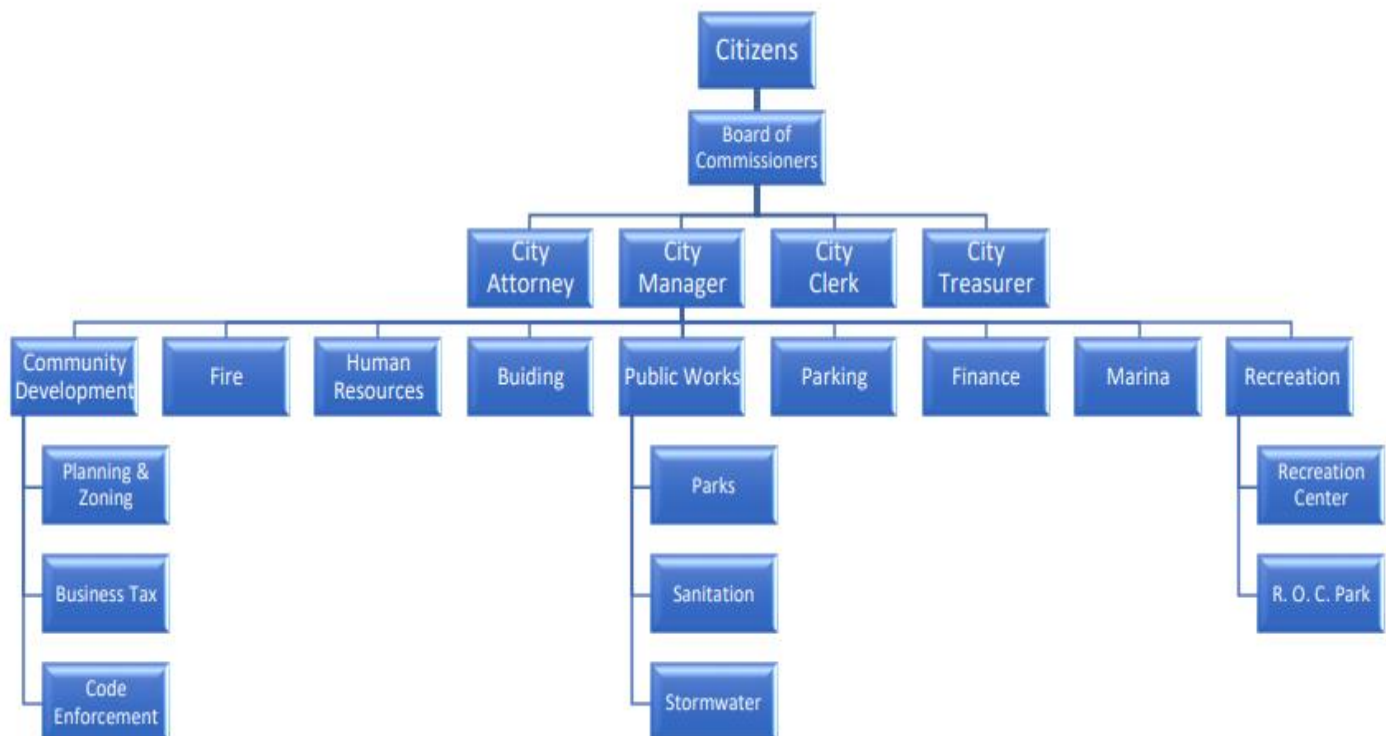 Citizens
Board of
Commissioners
City
Attorney
City
Manager
City
Clerk
City
Treasurer
Community
Development
Fire
Human
Resources
Buiding
Public Works
Parking
Finance
Marina
Recreation
Planning &
Zoning
Parks
Recreation
Center
Business Tax
Sanitation
R. O. C. Park
Code
Enforcement
Stormwater